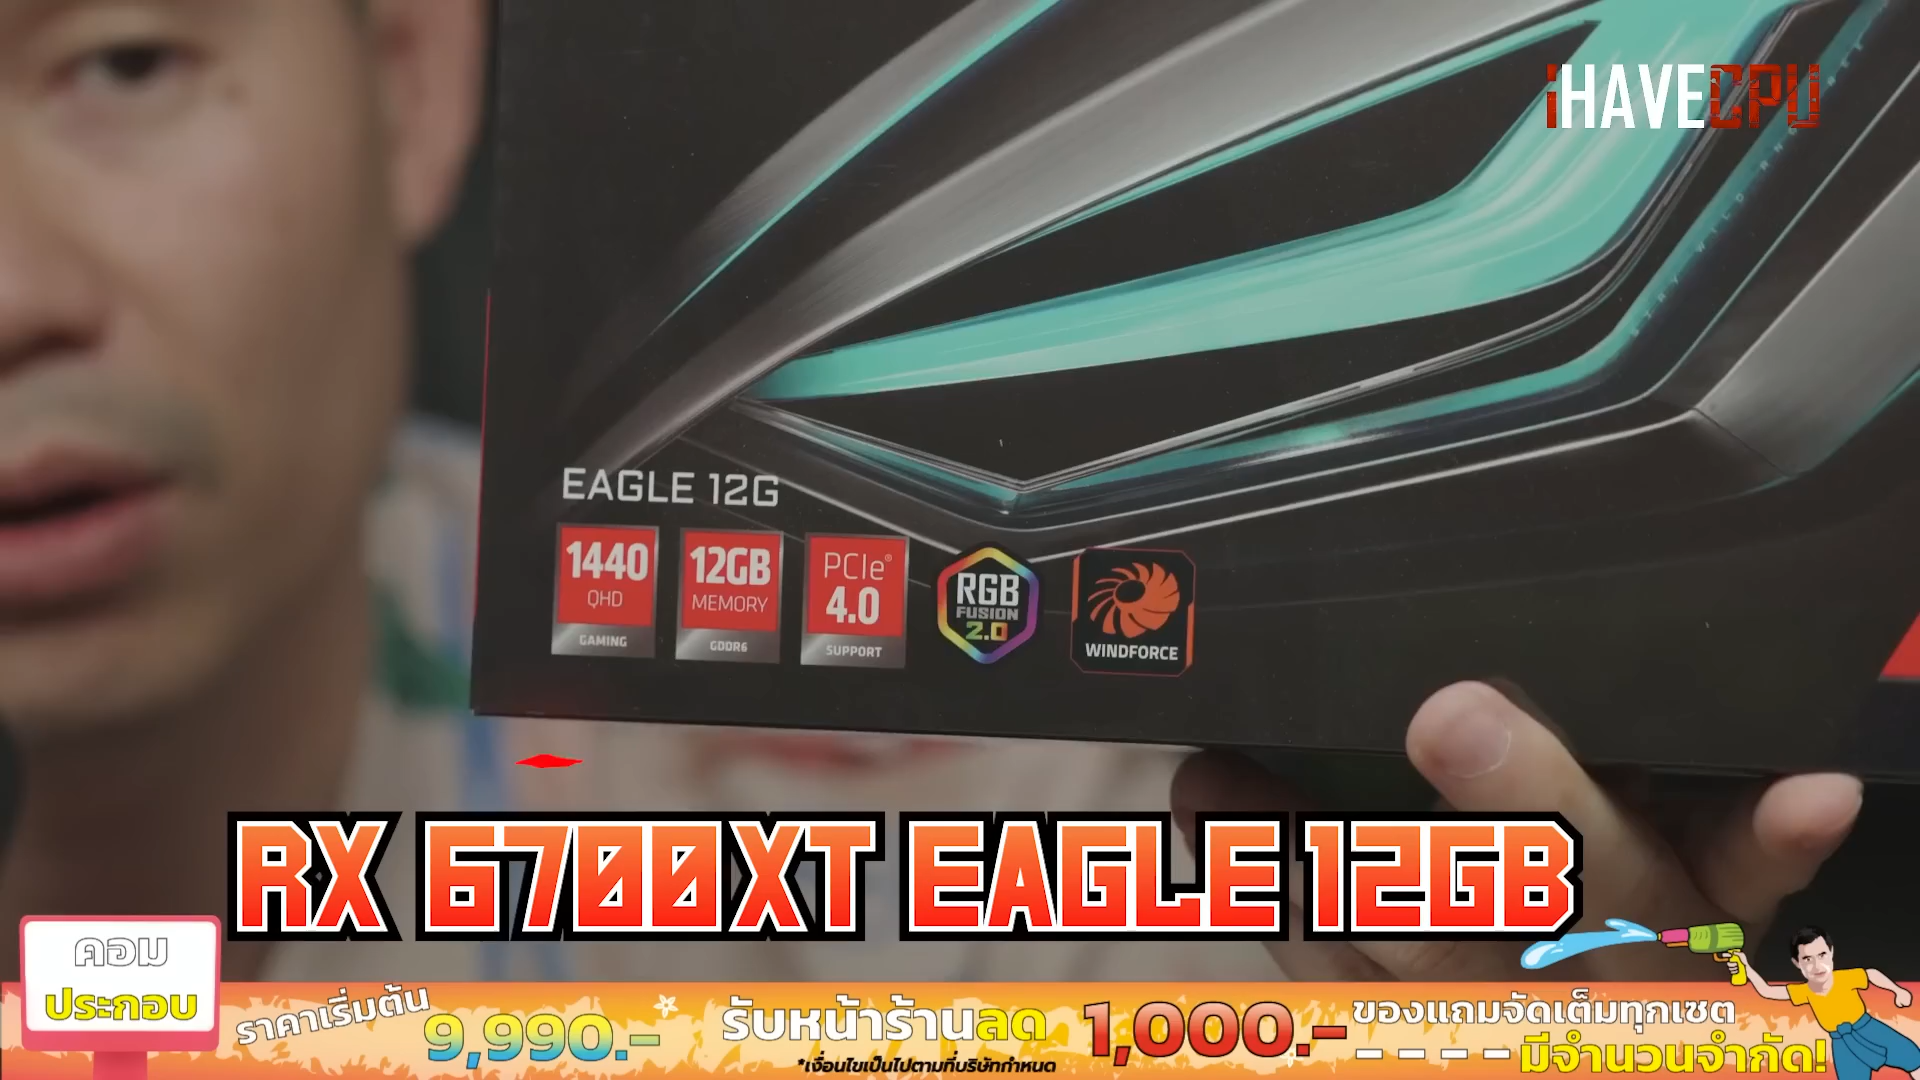 iHAVECPU
EAGLE 12G
1440
QHD
GAMING
12GB
MEMORY
GDDR6
PCIe®
4.0
SUPPORT
RGB
FUSION
2.0
WINDFORCE
RX 6700XT EAGLE 12GB
คอม
ประกอบ
ราคาเริ่มต้น
9,990.-
รับหน้าร้านลด 1,000.-
*เงื่อนไขเป็นไปตามที่บริษัทกำหนด
ของแถมจัดเต็มทุกเซต
มีจำนวนจำกัด!